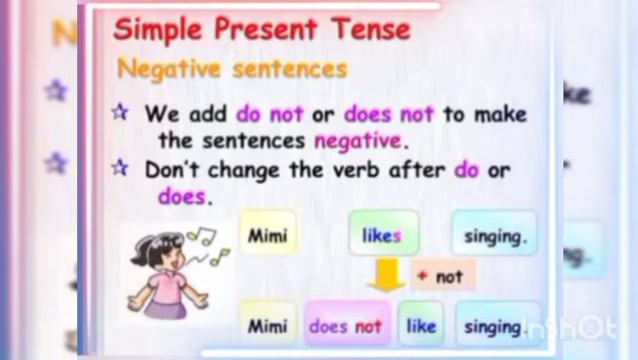 Simple Present Tense
Negative sentences
☆ We add do not or does not to make
the sentences negative.
☆ Don't change the verb after do or
does.
Mimi likes singing.
+ not
Mimi does not like singing.
InShOt